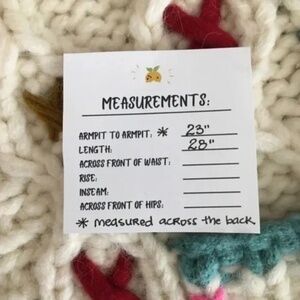 MEASUREMENTS:
ARMPIT TO ARMPIT: * 23"
LENGTH: 28"
ACROSS FRONT OF WAIST:
RISE:
INSEAM:
ACROSS FRONT OF HIPS:
* measured across the back